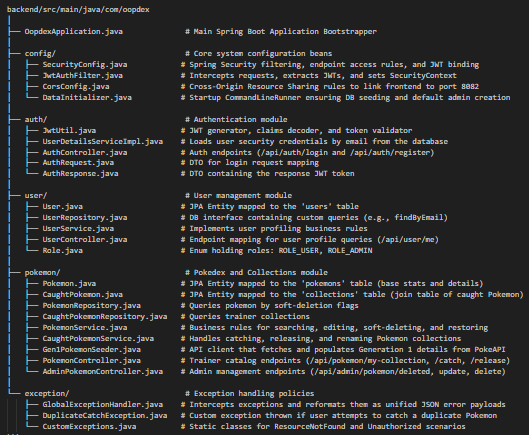 backend/src/main/java/com/oopdex
├── OopdexApplication.java # Main Spring Boot Application Bootstrapper
├── config/ # Core system configuration beans
│ ├── SecurityConfig.java # Spring Security filtering, endpoint access rules, and JWT binding
│ ├── JwtAuthFilter.java # Intercepts requests, extracts JWTs, and sets SecurityContext
│ ├── CorsConfig.java # Cross-Origin Resource Sharing rules to link frontend to port 8082
│ └── DataInitializer.java # Startup CommandLineRunner ensuring DB seeding and default admin creation
├── auth/ # Authentication module
│ ├── JwtUtil.java # JWT generator, claims decoder, and token validator
│ ├── UserDetailsServiceImpl.java # Loads user security credentials by email from the database
│ ├── AuthController.java # Auth endpoints (/api/auth/login and /api/auth/register)
│ ├── AuthRequest.java # DTO for login request mapping
│ └── AuthResponse.java # DTO containing the response JWT token
├── user/ # User management module
│ ├── User.java # JPA Entity mapped to the 'users' table
│ ├── UserRepository.java # DB interface containing custom queries (e.g., findByEmail)
│ ├── UserService.java # Implements user profiling business rules
│ ├── UserController.java # Endpoint mapping for user profile queries (/api/user/me)
│ └── Role.java # Enum holding roles: ROLE_USER, ROLE_ADMIN
├── pokemon/ # Pokedex and Collections module
│ ├── Pokemon.java # JPA Entity mapped to the 'pokemons' table (base stats and details)
│ ├── CaughtPokemon.java # JPA Entity mapped to the 'collections' table (join table of caught Pokemon)
│ ├── PokemonRepository.java # Queries pokemon by soft-deletion flags
│ ├── CaughtPokemonRepository.java # Queries trainer collections
│ ├── PokemonService.java # Business rules for searching, editing, soft-deleting, and restoring
│ ├── CaughtPokemonService.java # Handles catching, releasing, and renaming Pokemon collections
│ ├── Gen1PokemonSeeder.java # API client that fetches and populates Generation 1 details from PokeAPI
│ ├── PokemonController.java # Trainer catalog endpoints (/api/pokemon/my-collection, /catch, /release)
│ └── AdminPokemonController.java # Admin management endpoints (/api/admin/pokemon/deleted, update, delete)
└── exception/ # Exception handling policies
├── GlobalExceptionHandler.java # Intercepts exceptions and reformats them as unified JSON error payloads
├── DuplicateCatchException.java # Custom exception thrown if user attempts to catch a duplicate Pokemon
└── CustomExceptions.java # Static classes for ResourceNotFound and Unauthorized scenarios